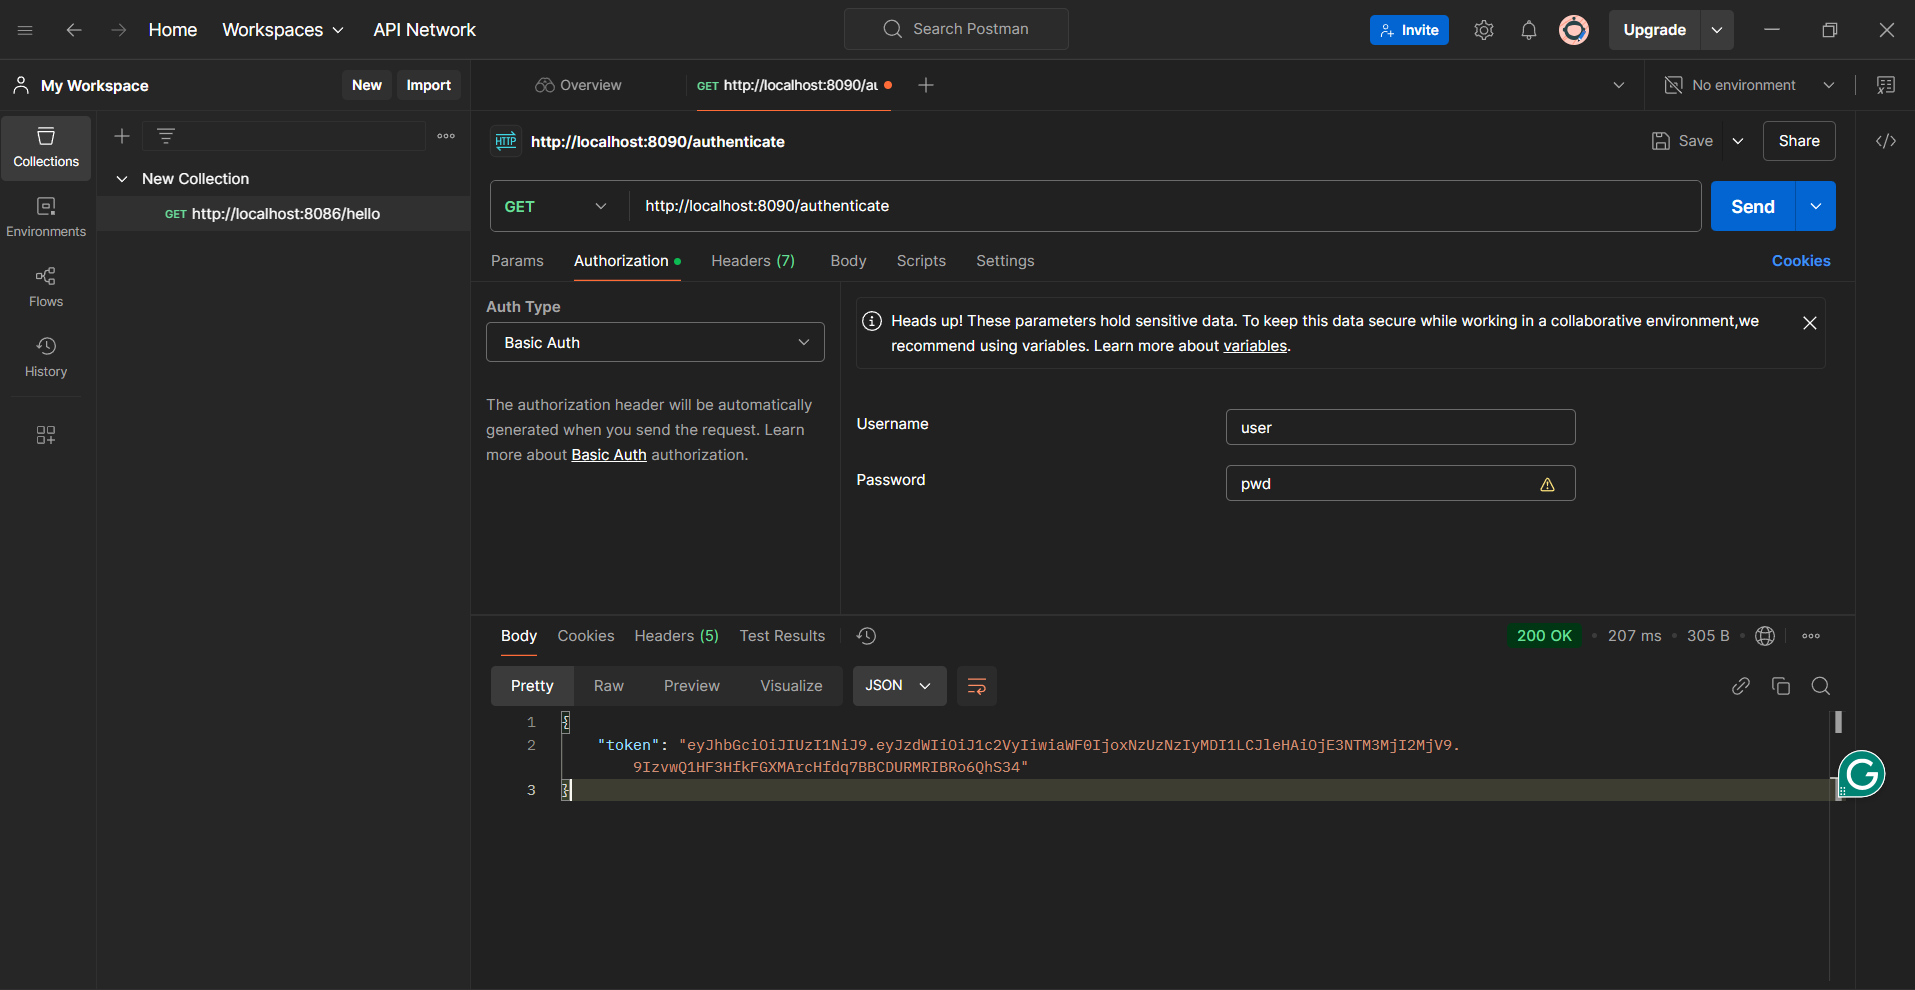 Home
Workspaces
API Network
Search Postman
Invite
Upgrade
My Workspace
New
Import
Overview
GET http://localhost:8090/au
No environment
Collections
Environments
Flows
History
New Collection
GET http://localhost:8086/hello
HTTP
http://localhost:8090/authenticate
Save
Share
GET
http://localhost:8090/authenticate
Send
Params
Authorization
Headers (7)
Body
Scripts
Settings
Cookies
Auth Type
Basic Auth
The authorization header will be automatically
generated when you send the request. Learn
more about Basic Auth authorization.
Heads up! These parameters hold sensitive data. To keep this data secure while working in a collaborative environment,we
recommend using variables. Learn more about variables.
Username
user
Password
pwd
Body
Cookies
Headers (5)
Test Results
200 OK
207 ms
305 B
Pretty
Raw
Preview
Visualize
JSON
1 {
2 "token": "eyJhbGciOiJIUzI1NiJ9.eyJzdWIiOiJ1c2VyIiwiaWF0IjoxNzUzNzIyMDI1LCJleHAiOjE3NTM3MjI2MjV9.
9IzvwQ1HF3HfkFGXMArcHfdq7BBCDURMRIBRo6QhS34"
3 }
G